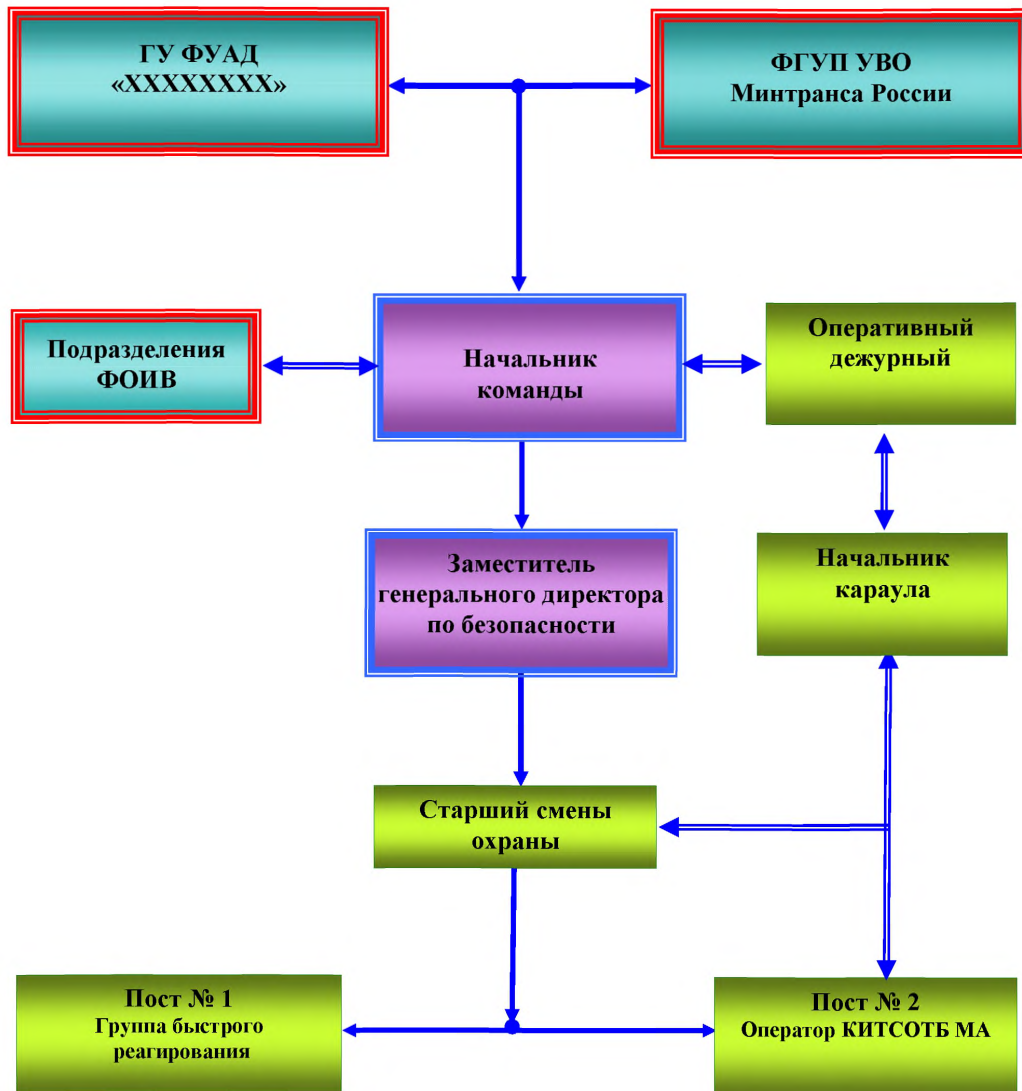 ГУ ФУАД
«ХХХХХХХХ»
ФГУП УВО
Минтранса России
Подразделения
ФОИВ
Начальник
команды
Оперативный
дежурный
Заместитель
генерального директора
по безопасности
Начальник
караула
Старший смены
охраны
Пост № 1
Группа быстрого
реагирования
Пост № 2
Оператор КИТСОТБ МА